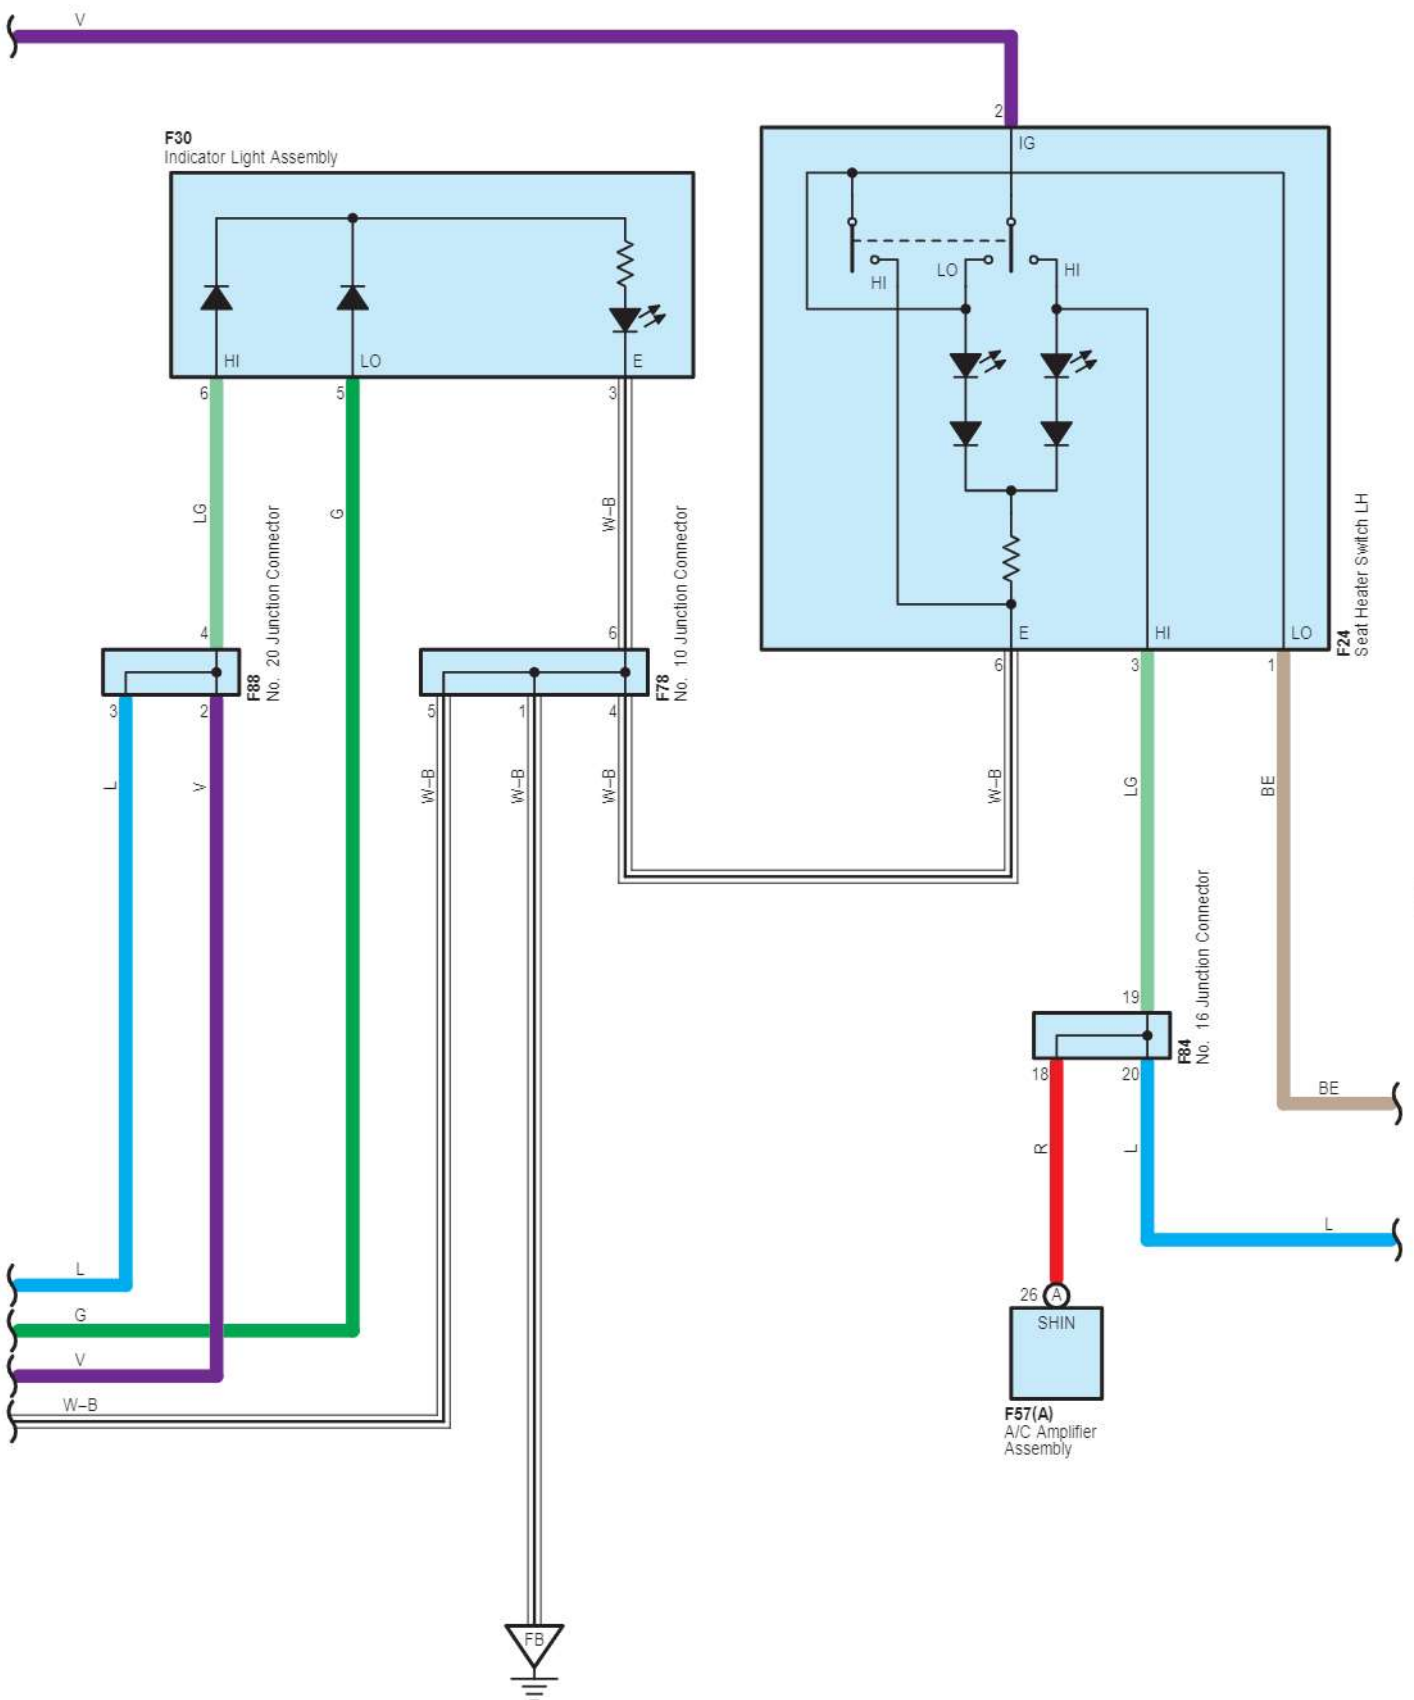 V
2
F30
Indicator Light Assembly
IG
HI
LO
HI
HI
LO
E
6
5
3
LG
G
W–B
No. 20 Junction Connector
F88
No. 10 Junction Connector
F78
4
6
E
HI
LO
F24
Seat Heater Switch LH
6
3
1
3
2
5
1
4
L
V
W–B
W–B
W–B
W–B
LG
BE
19
F84
No. 16 Junction Connector
18
20
BE
R
L
L
L
26
A
G
SHIN
V
W–B
F57(A)
A/C Amplifier
Assembly
FB